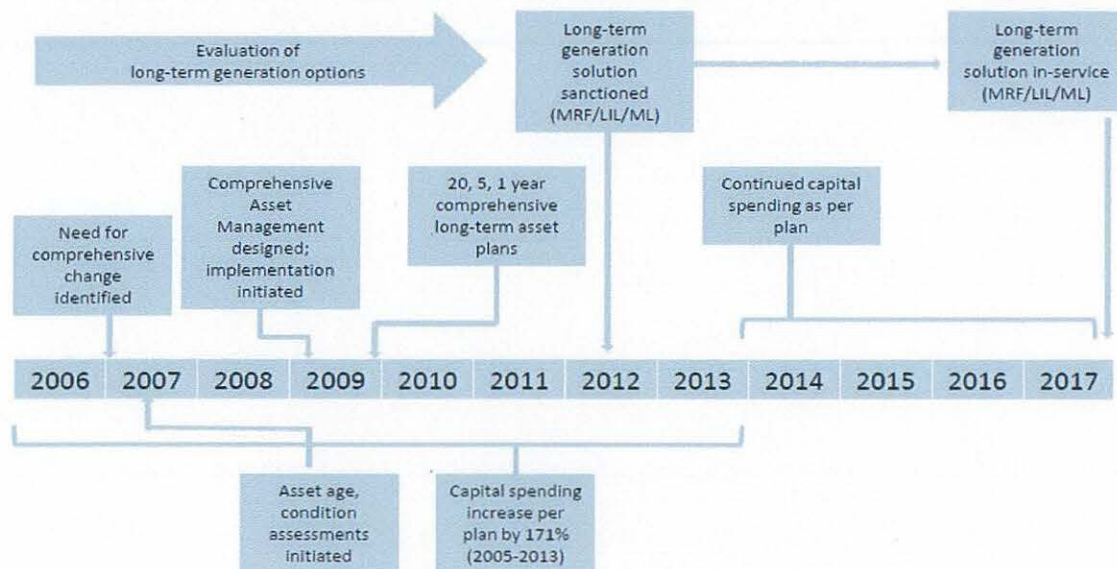 Evaluation of
long-term generation options
Long-term
generation
solution
sanctioned
(MRF/LIL/ML)
Long-term
generation
solution in-service
(MRF/LIL/ML)
Need for
comprehensive
change
identified
Comprehensive
Asset
Management
designed;
implementation
initiated
20, 5, 1 year
comprehensive
long-term asset
plans
Continued capital
spending as per
plan
2006 2007 2008 2009 2010 2011 2012 2013 2014 2015 2016 2017
Asset age,
condition
assessments
initiated
Capital spending
increase per
plan by 171%
(2005-2013)